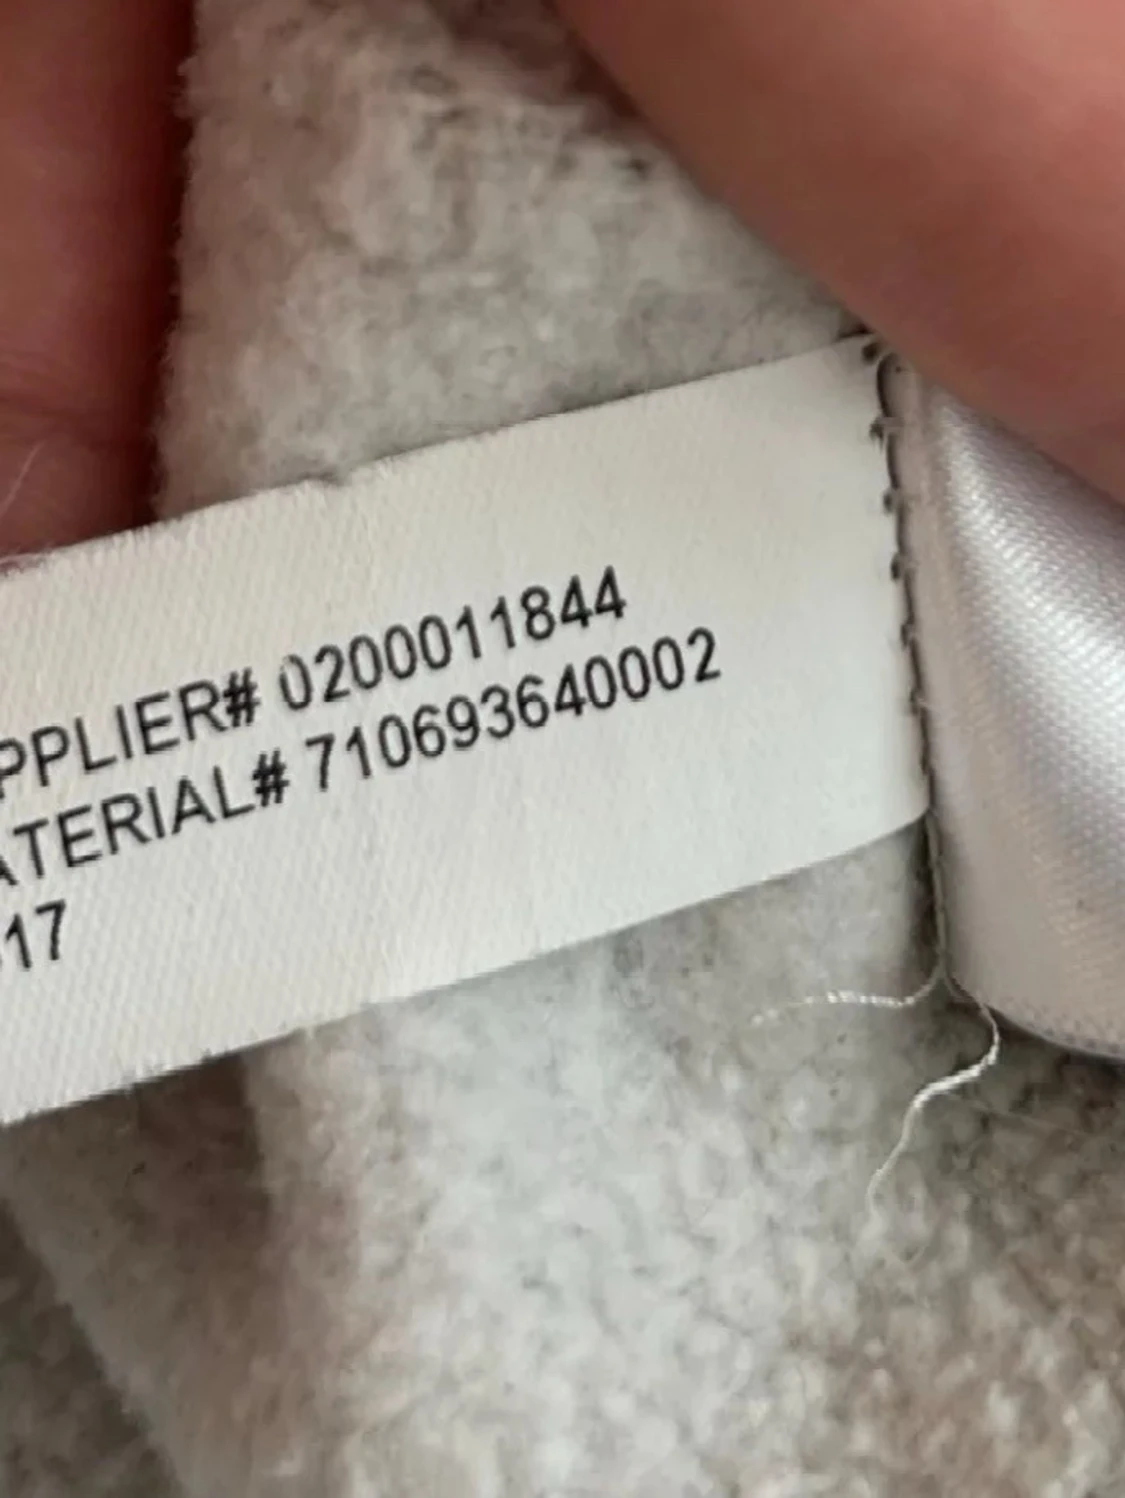 PPLIER# 0200011844
ATERIAL# 710693640002
17